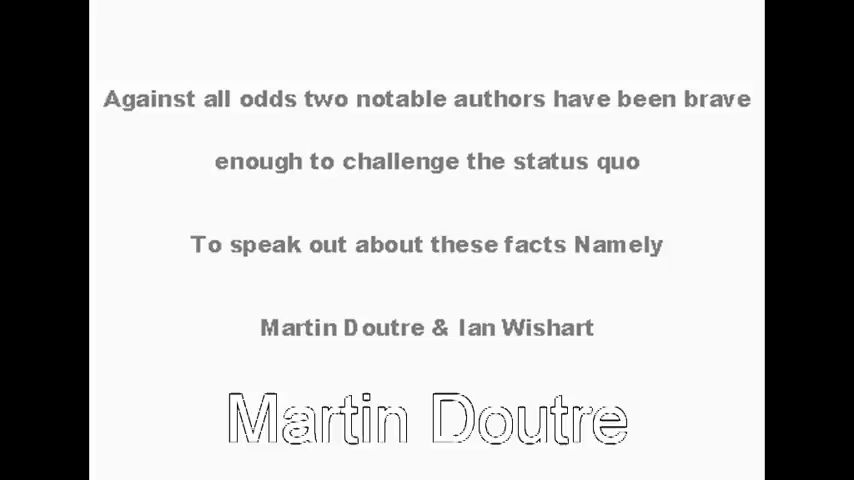 Against all odds two notable authors have been brave
enough to challenge the status quo
To speak out about these facts Namely
Martin Doutre & Ian Wishart
Martin Doutre